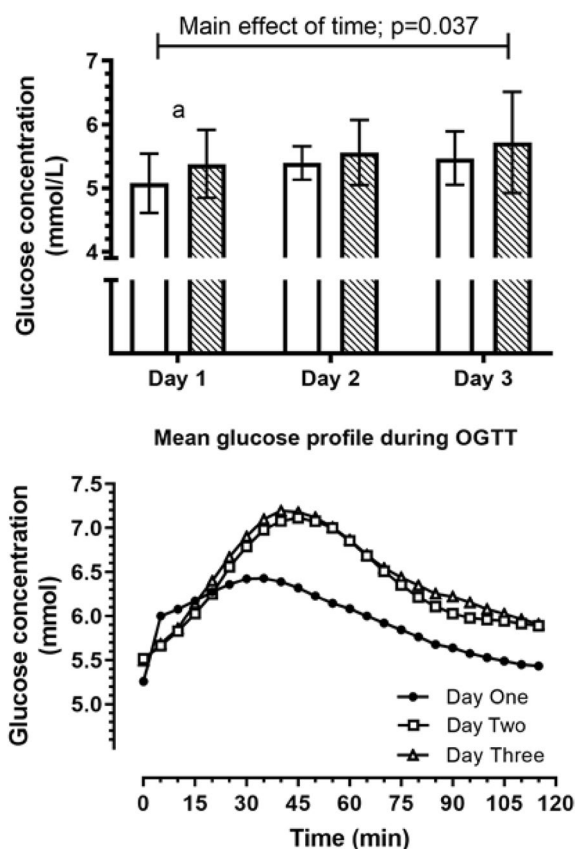 Main effect of time; p=0.037
Glucose concentration
(mmol/L)
7
6
5
4
a
Day 1 Day 2 Day 3
Mean glucose profile during OGTT
Glucose concentration
(mmol)
7.5
7.0
6.5
6.0
5.5
5.0
Day One
Day Two
Day Three
0 15 30 45 60 75 90 105 120
Time (min)